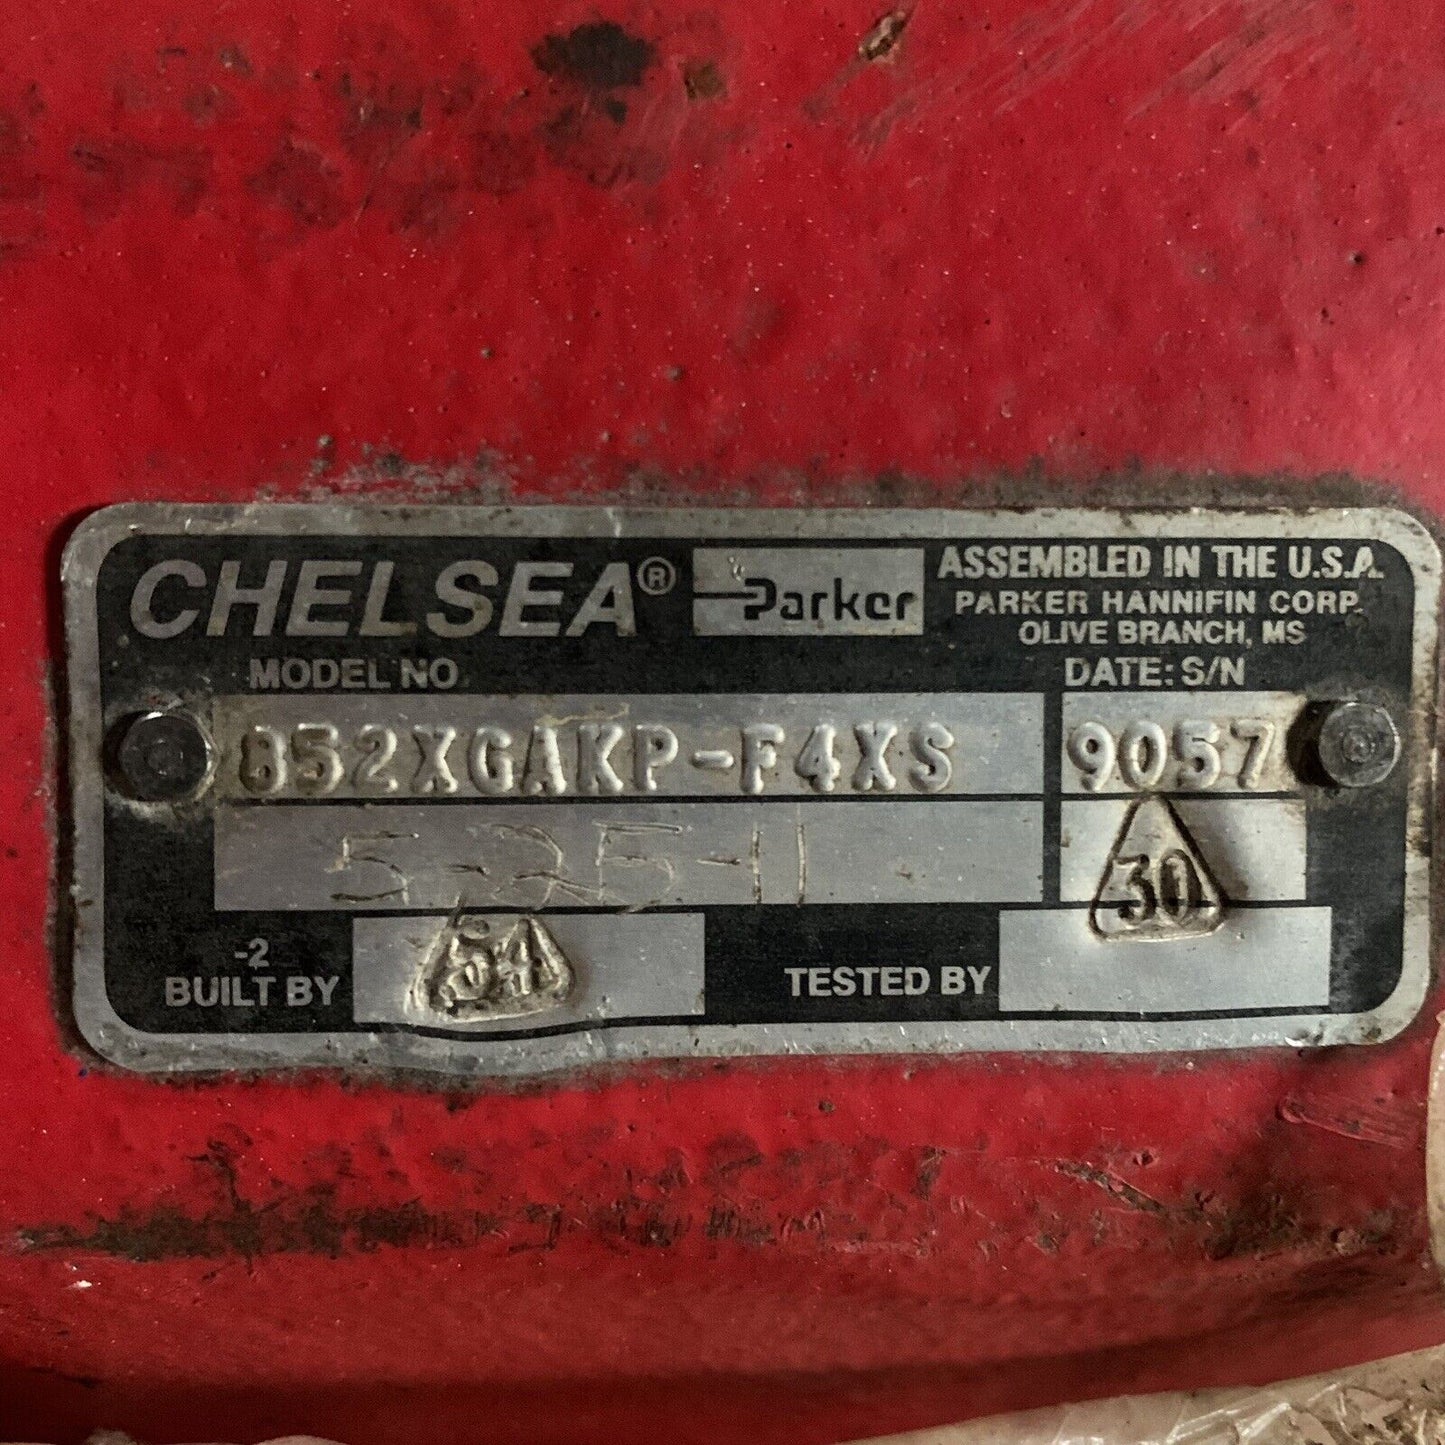 CHELSEA® Parker ASSEMBLED IN THE U.S.A.
PARKER HANNIFIN CORP.
OLIVE BRANCH, MS
MODEL NO. DATE: S/N
852XGAKP-F4XS 9057
5-25-11
30
-2
BUILT BY 54 TESTED BY